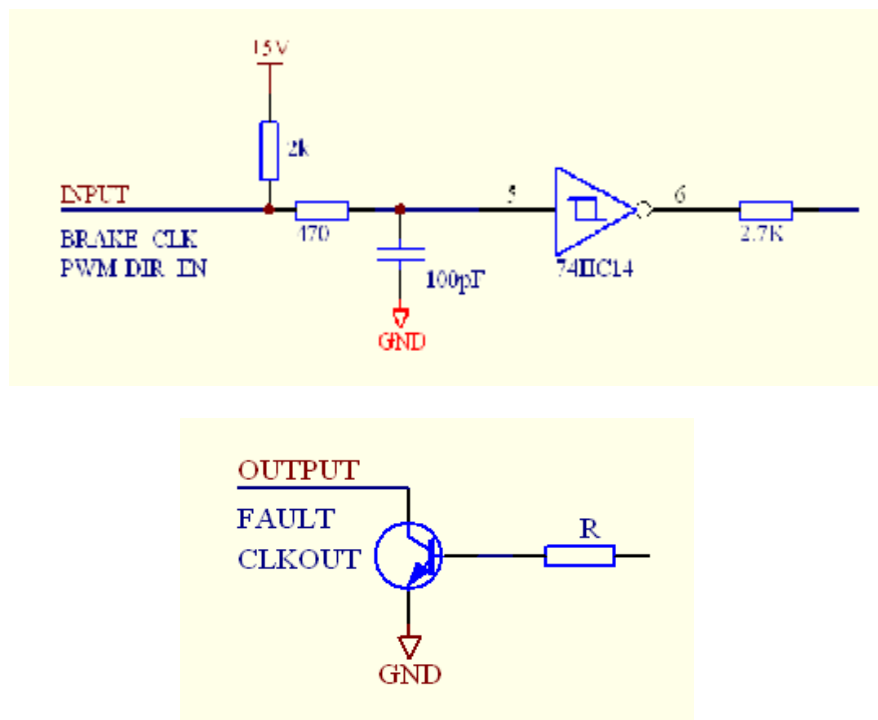 15V
2k
INPUT
470
5
6
2.7K
BRAKE CLK
PWM DIR EN
100pF
74HC14
GND
OUTPUT
FAULT
CLKOUT
R
GND